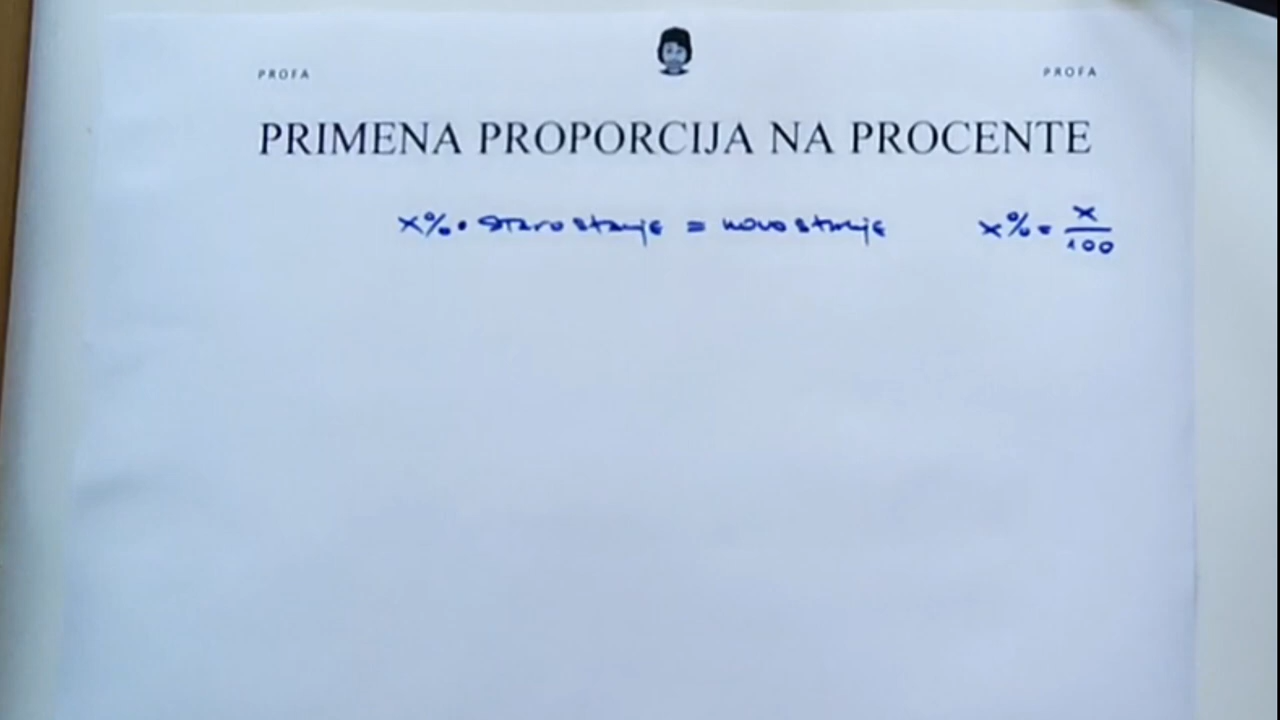 PROFA PROFA
PRIMENA PROPORCIJA NA PROCENTE
x% • staro stanje = novo stanje x% = x/100